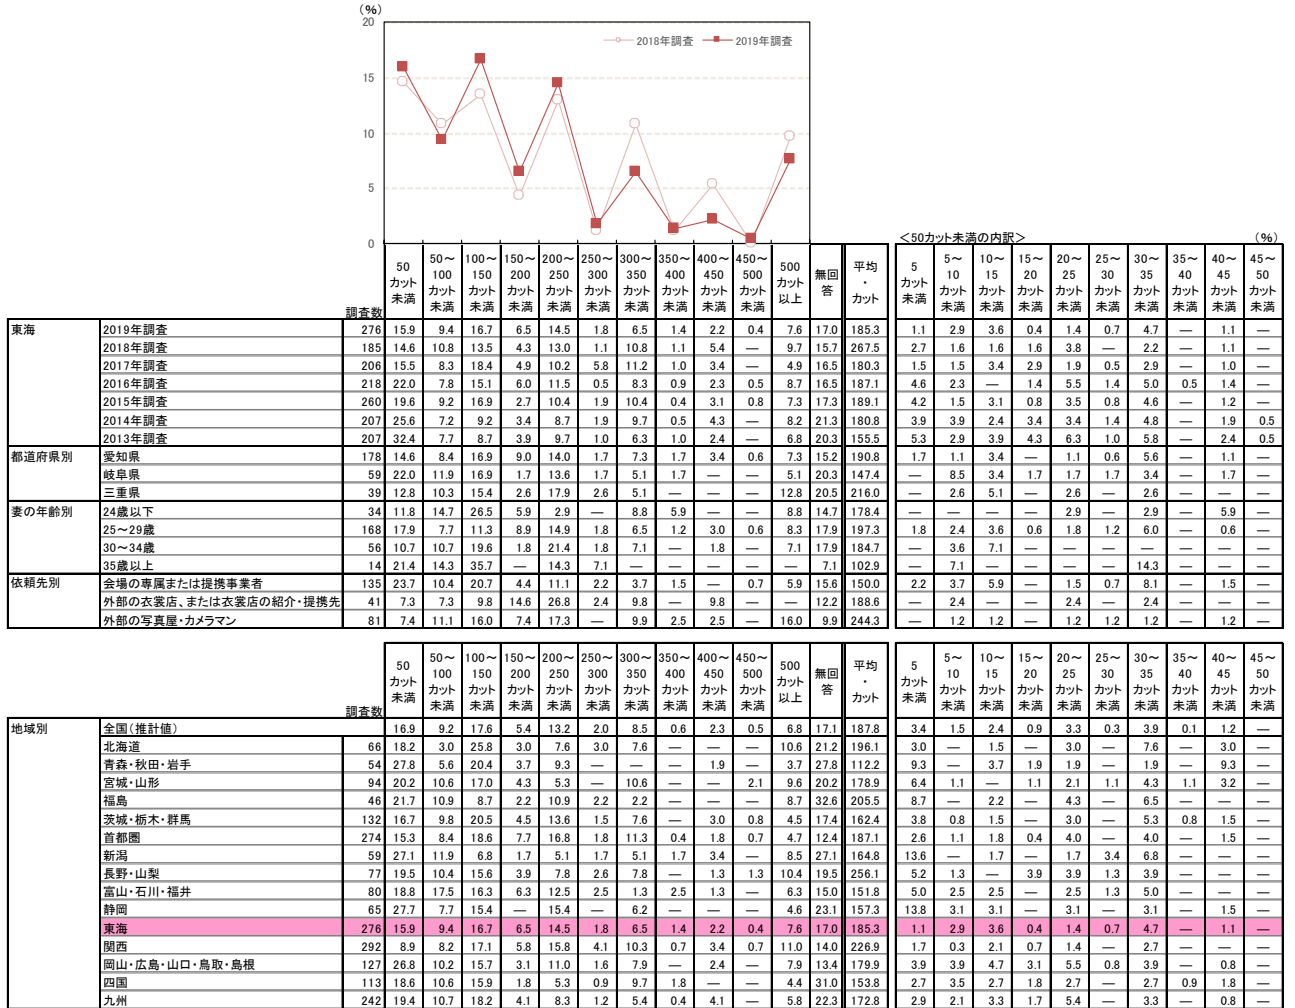 (%)
20
15
10
5
0
2018年調査 2019年調査
<50カット未満の内訳> (%)
調査数 50カット未満 50～100カット未満 100～150カット未満 150～200カット未満 200～250カット未満 250～300カット未満 300～350カット未満 350～400カット未満 400～450カット未満 450～500カット未満 500カット以上 無回答 平均・カット 5カット未満 5～10カット未満 10～15カット未満 15～20カット未満 20～25カット未満 25～30カット未満 30～35カット未満 35～40カット未満 40～45カット未満 45～50カット未満
東海 2019年調査 276 15.9 9.4 16.7 6.5 14.5 1.8 6.5 1.4 2.2 0.4 7.6 17.0 185.3 1.1 2.9 3.6 0.4 1.4 0.7 4.7 ― 1.1 ―
2018年調査 185 14.6 10.8 13.5 4.3 13.0 1.1 10.8 1.1 5.4 ― 9.7 15.7 267.5 2.7 1.6 1.6 1.6 3.8 ― 2.2 ― 1.1 ―
2017年調査 206 15.5 8.3 18.4 4.9 10.2 5.8 11.2 1.0 3.4 ― 4.9 16.5 180.3 1.5 1.5 3.4 2.9 1.9 0.5 2.9 ― 1.0 ―
2016年調査 218 22.0 7.8 15.1 6.0 11.5 0.5 8.3 0.9 2.3 0.5 8.7 16.5 187.1 4.6 2.3 ― 1.4 5.5 1.4 5.0 0.5 1.4 ―
2015年調査 260 19.6 9.2 16.9 2.7 10.4 1.9 10.4 0.4 3.1 0.8 7.3 17.3 189.1 4.2 1.5 3.1 0.8 3.5 0.8 4.6 ― 1.2 ―
2014年調査 207 25.6 7.2 9.2 3.4 8.7 1.9 9.7 0.5 4.3 ― 8.2 21.3 180.8 3.9 3.9 2.4 3.4 3.4 1.4 4.8 ― 1.9 0.5
2013年調査 207 32.4 7.7 8.7 3.9 9.7 1.0 6.3 1.0 2.4 ― 6.8 20.3 155.5 5.3 2.9 3.9 4.3 6.3 1.0 5.8 ― 2.4 0.5
都道府県別 愛知県 178 14.6 8.4 16.9 9.0 14.0 1.7 7.3 1.7 3.4 0.6 7.3 15.2 190.8 1.7 1.1 3.4 ― 1.1 0.6 5.6 ― 1.1 ―
岐阜県 59 22.0 11.9 16.9 1.7 13.6 1.7 5.1 1.7 ― ― 5.1 20.3 147.4 ― 8.5 3.4 1.7 1.7 1.7 3.4 ― 1.7 ―
三重県 39 12.8 10.3 15.4 2.6 17.9 2.6 5.1 ― ― ― 12.8 20.5 216.0 ― 2.6 5.1 ― 2.6 ― 2.6 ― ― ―
妻の年齢別 24歳以下 34 11.8 14.7 26.5 5.9 2.9 ― 8.8 5.9 ― ― 8.8 14.7 178.4 ― ― ― ― 2.9 ― 2.9 ― 5.9 ―
25～29歳 168 17.9 7.7 11.3 8.9 14.9 1.8 6.5 1.2 3.0 0.6 8.3 17.9 197.3 1.8 2.4 3.6 0.6 1.8 1.2 6.0 ― 0.6 ―
30～34歳 56 10.7 10.7 19.6 1.8 21.4 1.8 7.1 ― 1.8 ― 7.1 17.9 184.7 ― 3.6 7.1 ― ― ― ― ― ― ―
35歳以上 14 21.4 14.3 35.7 ― 14.3 7.1 ― ― ― ― ― 7.1 102.9 ― 7.1 ― ― ― ― 14.3 ― ― ―
依頼先別 会場の専属または提携事業者 135 23.7 10.4 20.7 4.4 11.1 2.2 3.7 1.5 ― 0.7 5.9 15.6 150.0 2.2 3.7 5.9 ― 1.5 0.7 8.1 ― 1.5 ―
外部の衣裳店、または衣裳店の紹介・提携先 41 7.3 7.3 9.8 14.6 26.8 2.4 9.8 ― 9.8 ― ― 12.2 188.6 ― 2.4 ― ― 2.4 ― 2.4 ― ― ―
外部の写真屋・カメラマン 81 7.4 11.1 16.0 7.4 17.3 ― 9.9 2.5 2.5 ― 16.0 9.9 244.3 ― 1.2 1.2 ― 1.2 1.2 1.2 ― 1.2 ―
調査数 50カット未満 50～100カット未満 100～150カット未満 150～200カット未満 200～250カット未満 250～300カット未満 300～350カット未満 350～400カット未満 400～450カット未満 450～500カット未満 500カット以上 無回答 平均・カット 5カット未満 5～10カット未満 10～15カット未満 15～20カット未満 20～25カット未満 25～30カット未満 30～35カット未満 35～40カット未満 40～45カット未満 45～50カット未満
地域別 全国(推計値) 16.9 9.2 17.6 5.4 13.2 2.0 8.5 0.6 2.3 0.5 6.8 17.1 187.8 3.4 1.5 2.4 0.9 3.3 0.3 3.9 0.1 1.2 ―
北海道 66 18.2 3.0 25.8 3.0 7.6 3.0 7.6 ― ― ― 10.6 21.2 196.1 3.0 ― 1.5 ― 3.0 ― 7.6 ― 3.0 ―
青森・秋田・岩手 54 27.8 5.6 20.4 3.7 9.3 ― ― ― 1.9 ― 3.7 27.8 112.2 9.3 ― 3.7 1.9 1.9 ― 1.9 ― 9.3 ―
宮城・山形 94 20.2 10.6 17.0 4.3 5.3 ― 10.6 ― ― 2.1 9.6 20.2 178.9 6.4 1.1 ― 1.1 2.1 1.1 4.3 1.1 3.2 ―
福島 46 21.7 10.9 8.7 2.2 10.9 2.2 2.2 ― ― ― 8.7 32.6 205.5 8.7 ― 2.2 ― 4.3 ― 6.5 ― ― ―
茨城・栃木・群馬 132 16.7 9.8 20.5 4.5 13.6 1.5 7.6 ― 3.0 0.8 4.5 17.4 162.4 3.8 0.8 1.5 ― 3.0 ― 5.3 0.8 1.5 ―
首都圏 274 15.3 8.4 18.6 7.7 16.8 1.8 11.3 0.4 1.8 0.7 4.7 12.4 187.1 2.6 1.1 1.8 0.4 4.0 ― 4.0 ― 1.5 ―
新潟 59 27.1 11.9 6.8 1.7 5.1 1.7 5.1 1.7 3.4 ― 8.5 27.1 164.8 13.6 ― 1.7 ― 1.7 3.4 6.8 ― ― ―
長野・山梨 77 19.5 10.4 15.6 3.9 7.8 2.6 7.8 ― 1.3 1.3 10.4 19.5 256.1 5.2 1.3 ― 3.9 3.9 1.3 3.9 ― ― ―
富山・石川・福井 80 18.8 17.5 16.3 6.3 12.5 2.5 1.3 2.5 1.3 ― 6.3 15.0 151.8 5.0 2.5 2.5 ― 2.5 1.3 5.0 ― ― ―
静岡 65 27.7 7.7 15.4 ― 15.4 ― 6.2 ― ― ― 4.6 23.1 157.3 13.8 3.1 3.1 ― 3.1 ― 3.1 ― 1.5 ―
東海 276 15.9 9.4 16.7 6.5 14.5 1.8 6.5 1.4 2.2 0.4 7.6 17.0 185.3 1.1 2.9 3.6 0.4 1.4 0.7 4.7 ― 1.1 ―
関西 292 8.9 8.2 17.1 5.8 15.8 4.1 10.3 0.7 3.4 0.7 11.0 14.0 226.9 1.7 0.3 2.1 0.7 1.4 ― 2.7 ― ― ―
岡山・広島・山口・鳥取・島根 127 26.8 10.2 15.7 3.1 11.0 1.6 7.9 ― 2.4 ― 7.9 13.4 179.9 3.9 3.9 4.7 3.1 5.5 0.8 3.9 ― 0.8 ―
四国 113 18.6 10.6 15.9 1.8 5.3 0.9 9.7 1.8 ― ― 4.4 31.0 153.8 2.7 3.5 2.7 1.8 2.7 ― 2.7 0.9 1.8 ―
九州 242 19.4 10.7 18.2 4.1 8.3 1.2 5.4 0.4 4.1 ― 5.8 22.3 172.8 2.9 2.1 3.3 1.7 5.4 ― 3.3 ― 0.8 ―